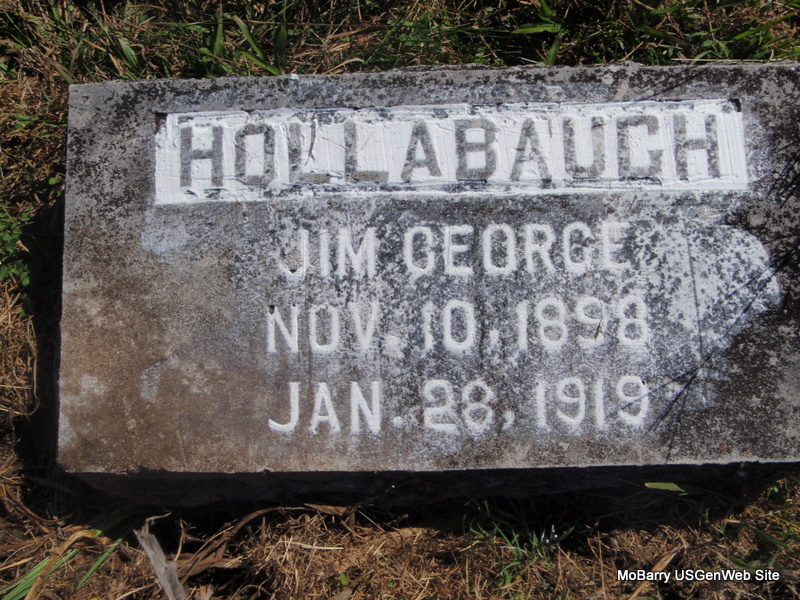 HOLLABAUGH
JIM GEORGE
NOV. 10, 1898
JAN. 28, 1919
MoBarry USGenWeb Site